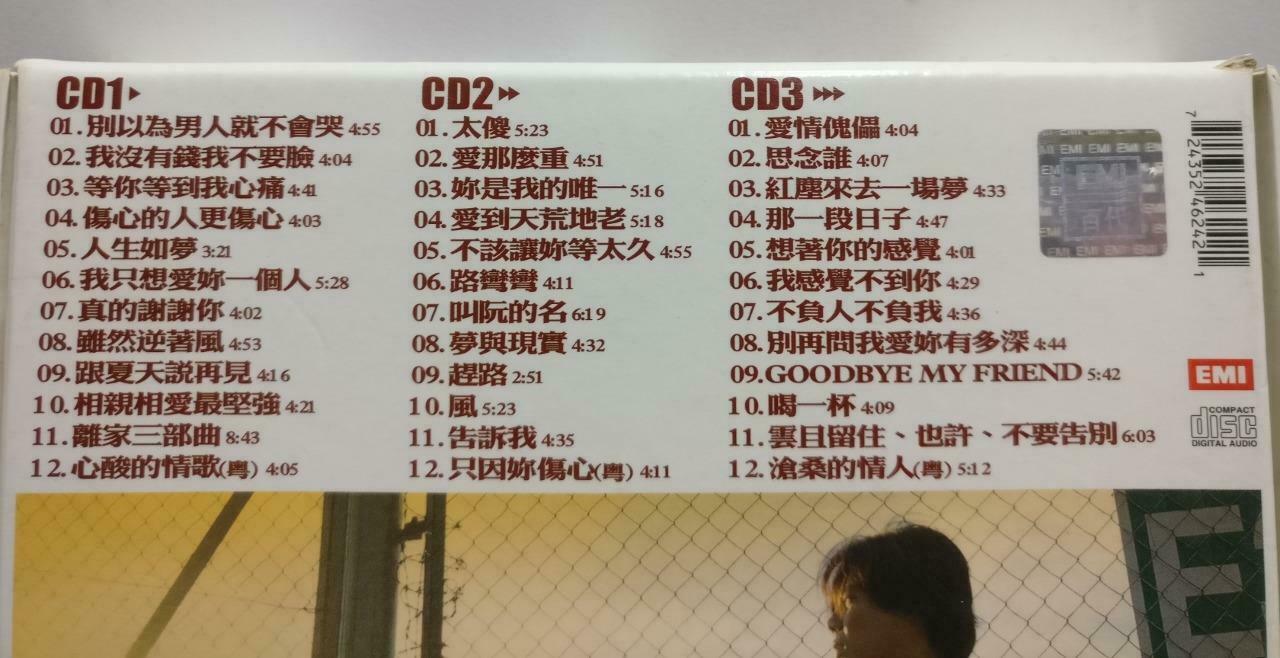 CD1
01.別以為男人就不會哭 4:55
02.我沒有錢我不要臉 4:04
03.等你等到我心痛 4:41
04.傷心的人更傷心 4:03
05.人生如夢 3:21
06.我只想愛妳一個人 5:28
07.真的謝謝你 4:02
08.雖然逆著風 4:53
09.跟夏天說再見 4:16
10.相親相愛最堅強 4:21
11.離家三部曲 8:43
12.心酸的情歌(粵) 4:05
CD2
01.太傻 5:23
02.愛那麼重 4:51
03.妳是我的唯一 5:16
04.愛到天荒地老 5:18
05.不該讓妳等太久 4:55
06.路彎彎 4:11
07.叫阮的名 6:19
08.夢與現實 4:32
09.趕路 2:51
10.風 5:23
11.告訴我 4:35
12.只因妳傷心(粵) 4:11
CD3
01.愛情傀儡 4:04
02.思念誰 4:07
03.紅塵來去一場夢 4:33
04.那一段日子 4:47
05.想著你的感覺 4:01
06.我感覺不到你 4:29
07.不負人不負我 4:36
08.別再問我愛妳有多深 4:44
09.GOODBYE MY FRIEND 5:42
10.喝一杯 4:09
11.雲且留住、也許、不要告別 6:03
12.滄桑的情人(粵) 5:12
EMI
7 24352 46242 1
EMI
COMPACT
disc
DIGITAL AUDIO
E